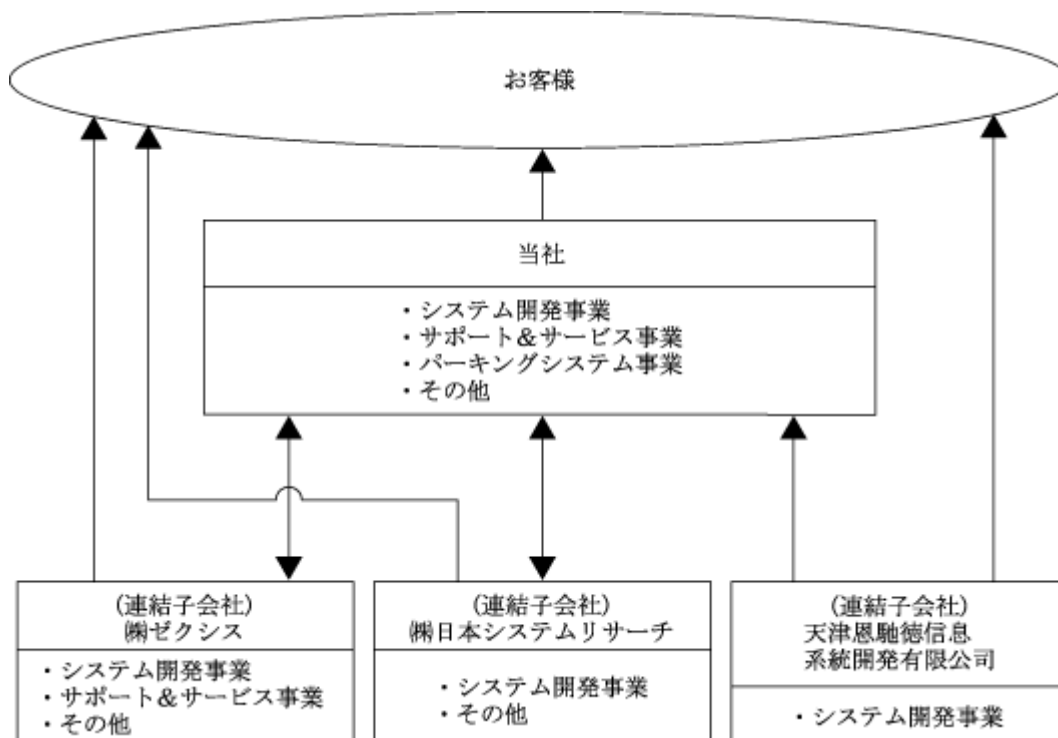 お客様
当社
・システム開発事業
・サポート＆サービス事業
・パーキングシステム事業
・その他
(連結子会社)
㈱ゼクシス
・システム開発事業
・サポート＆サービス事業
・その他
(連結子会社)
㈱日本システムリサーチ
・システム開発事業
・その他
(連結子会社)
天津恩馳徳信息
系統開発有限公司
・システム開発事業